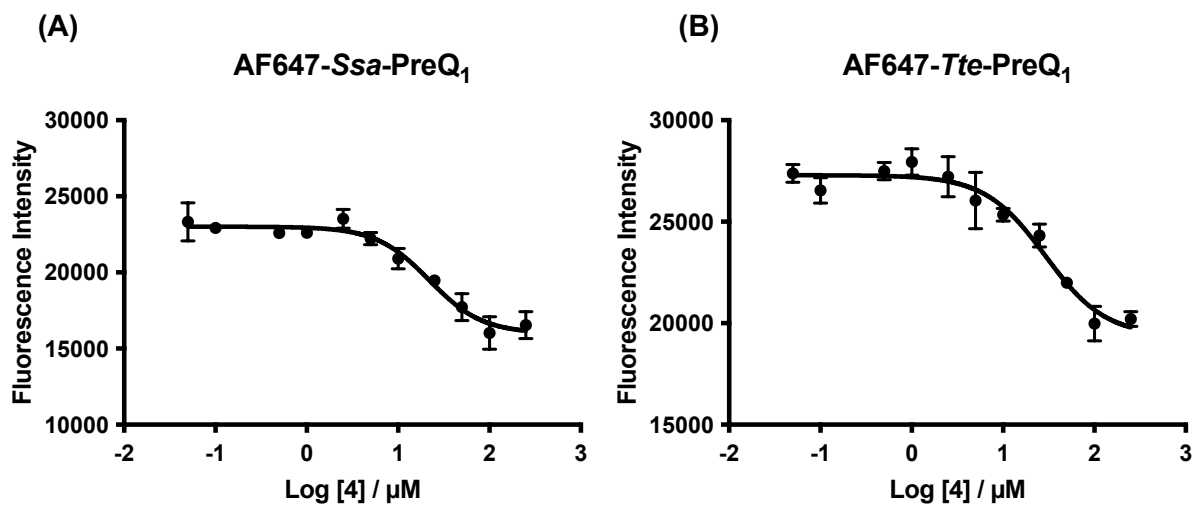 (A)
AF647-Ssa-PreQ₁
Fluorescence Intensity
30000
25000
20000
15000
10000
-2
-1
0
1
2
3
Log [4] / µM
(B)
AF647-Tte-PreQ₁
Fluorescence Intensity
30000
25000
20000
15000
-2
-1
0
1
2
3
Log [4] / µM